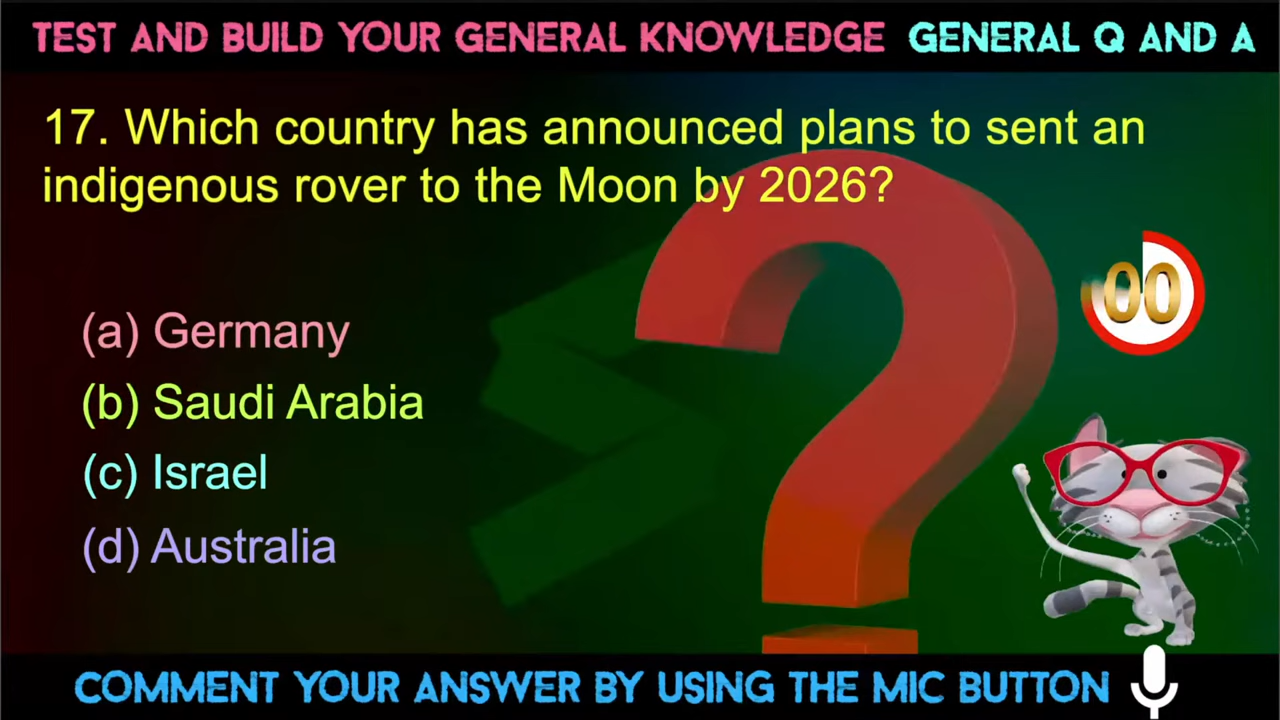 TEST AND BUILD YOUR GENERAL KNOWLEDGE GENERAL Q AND A
17. Which country has announced plans to sent an
indigenous rover to the Moon by 2026?
00
(a) Germany
(b) Saudi Arabia
(c) Israel
(d) Australia
COMMENT YOUR ANSWER BY USING THE MIC BUTTON